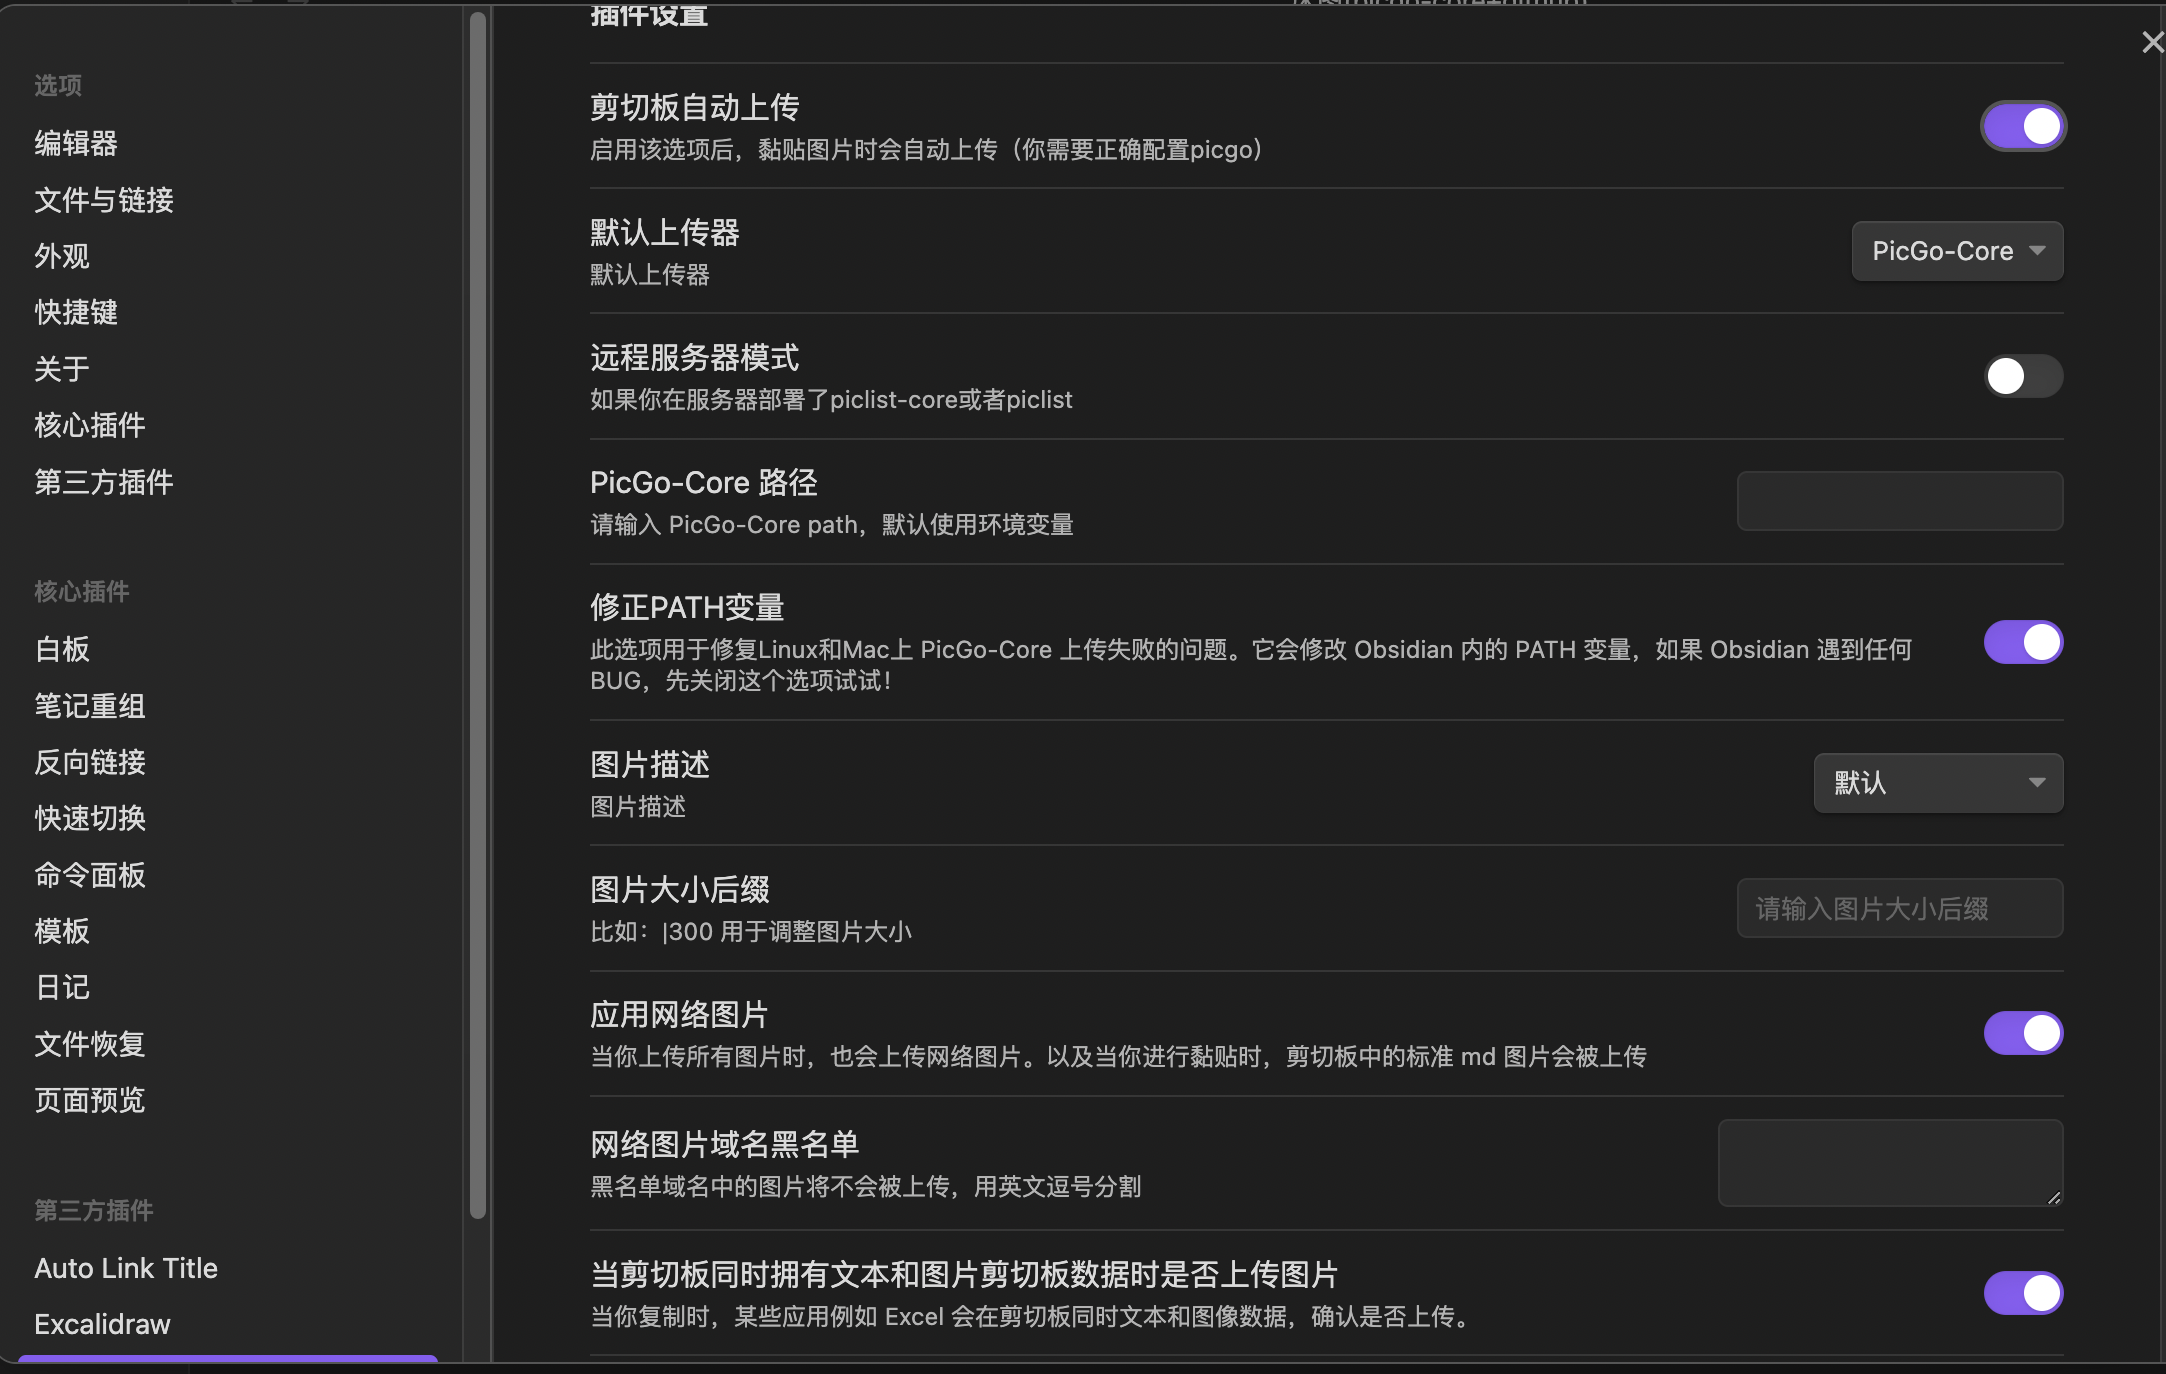 选项
编辑器
文件与链接
外观
快捷键
关于
核心插件
第三方插件
核心插件
白板
笔记重组
反向链接
快速切换
命令面板
模板
日记
文件恢复
页面预览
第三方插件
Auto Link Title
Excalidraw
插件设置
剪切板自动上传
启用该选项后，黏贴图片时会自动上传（你需要正确配置picgo）
默认上传器
默认上传器
PicGo-Core
远程服务器模式
如果你在服务器部署了piclist-core或者piclist
PicGo-Core 路径
请输入 PicGo-Core path，默认使用环境变量
修正PATH变量
此选项用于修复Linux和Mac上 PicGo-Core 上传失败的问题。它会修改 Obsidian 内的 PATH 变量，如果 Obsidian 遇到任何
BUG，先关闭这个选项试试！
图片描述
图片描述
默认
图片大小后缀
比如：|300 用于调整图片大小
请输入图片大小后缀
应用网络图片
当你上传所有图片时，也会上传网络图片。以及当你进行黏贴时，剪切板中的标准 md 图片会被上传
网络图片域名黑名单
黑名单域名中的图片将不会被上传，用英文逗号分割
当剪切板同时拥有文本和图片剪切板数据时是否上传图片
当你复制时，某些应用例如 Excel 会在剪切板同时文本和图像数据，确认是否上传。